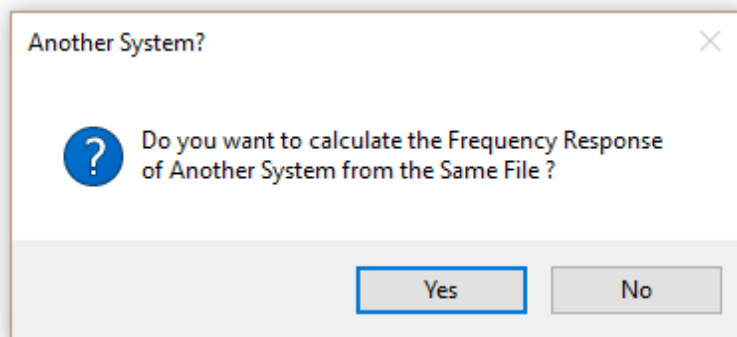 Another System?
Do you want to calculate the Frequency Response
of Another System from the Same File ?
Yes
No